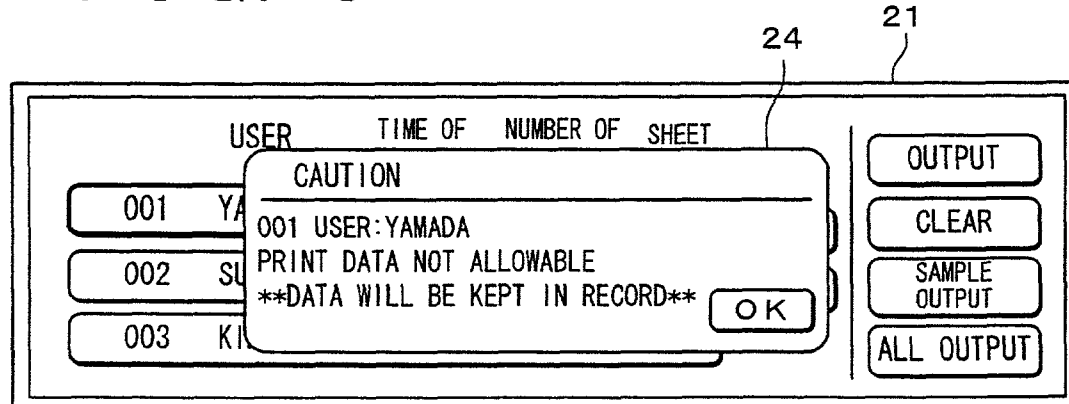 21
24
USER TIME OF NUMBER OF SHEET
CAUTION
001 YA
002 SU
003 KI
001 USER:YAMADA
PRINT DATA NOT ALLOWABLE
**DATA WILL BE KEPT IN RECORD**
OK
OUTPUT
CLEAR
SAMPLE
OUTPUT
ALL OUTPUT